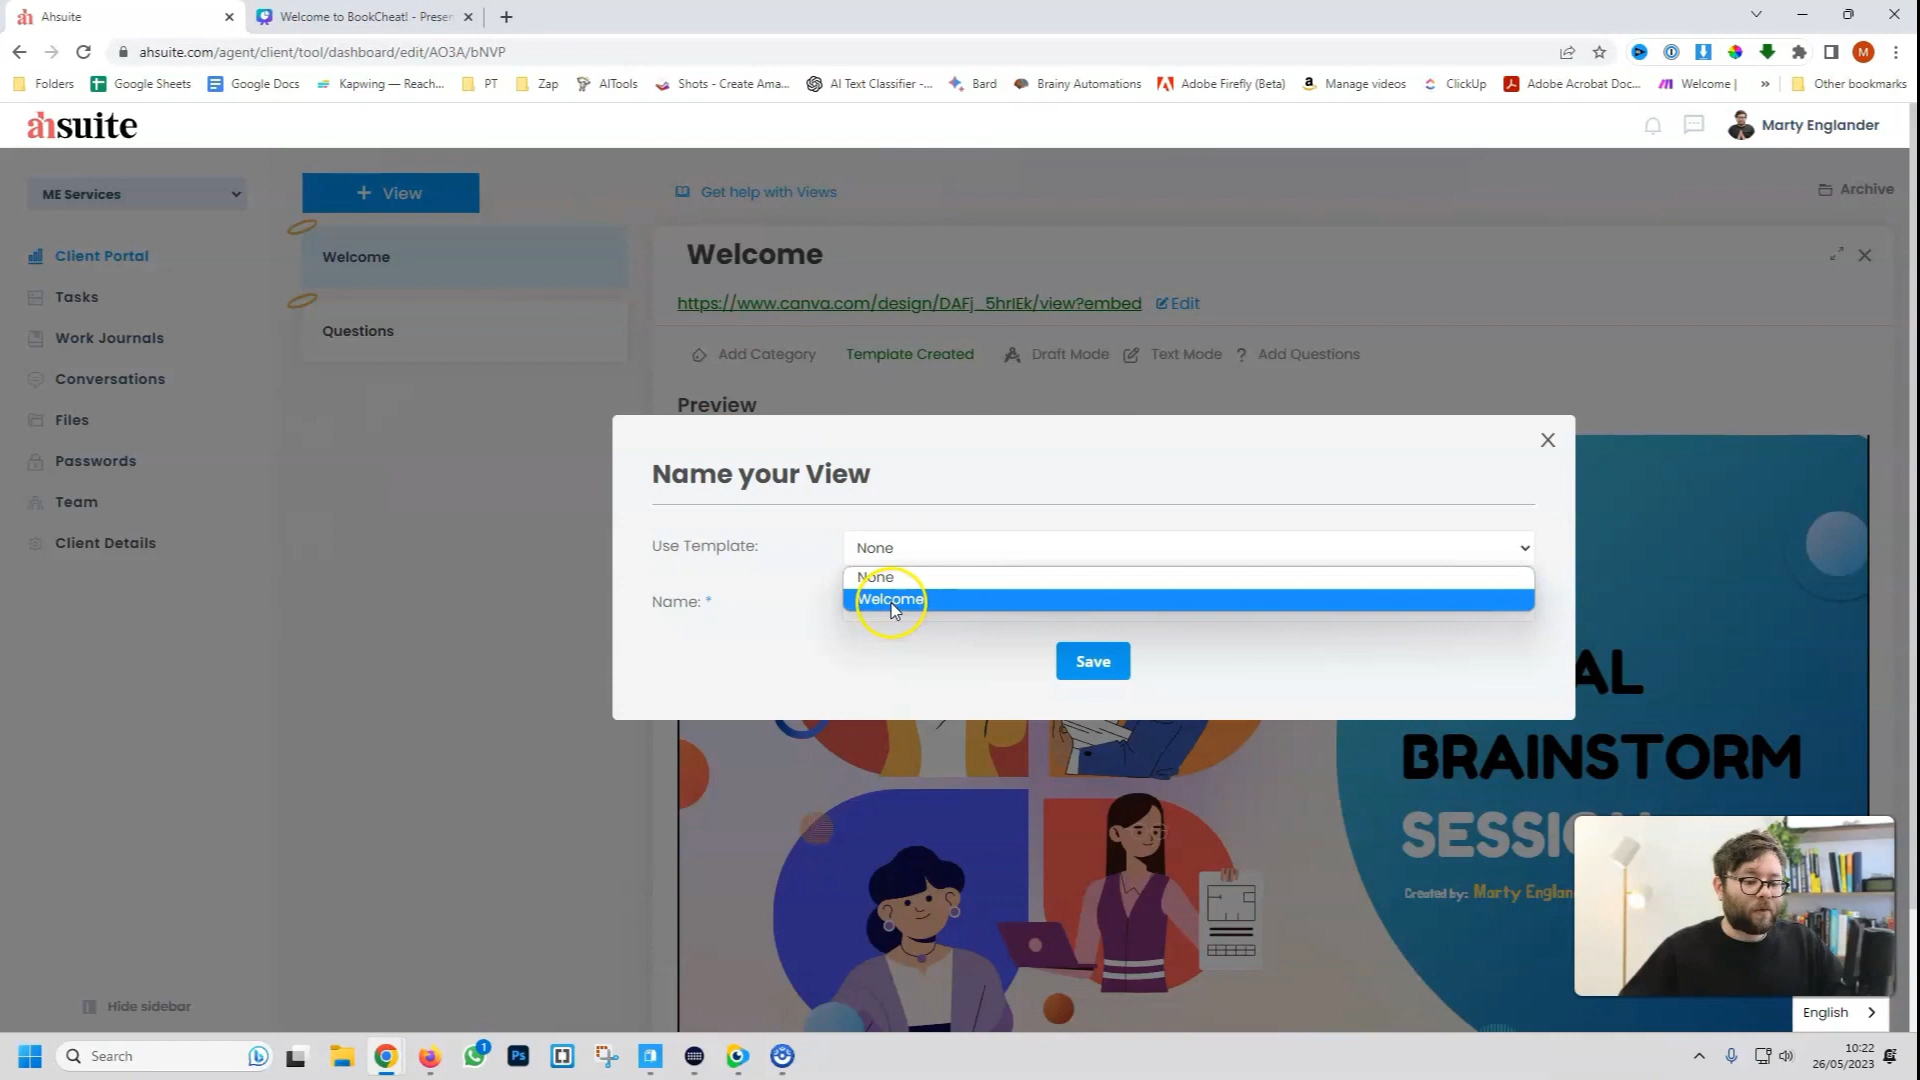 Ahsuite
Welcome to BookCheat! - Presen
ahsuite.com/agent/client/tool/dashboard/edit/AO3A/bNVP
M
Folders
Google Sheets
Google Docs
Kapwing — Reach...
PT
Zap
AITools
Shots - Create Ama...
AI Text Classifier -...
Bard
Brainy Automations
Adobe Firefly (Beta)
Manage videos
ClickUp
Adobe Acrobat Doc...
Welcome |
»
Other bookmarks
ahsuite
Marty Englander
ME Services
+ View
Get help with Views
Archive
Client Portal
Tasks
Work Journals
Conversations
Files
Passwords
Team
Client Details
Hide sidebar
Welcome
Questions
Welcome
https://www.canva.com/design/DAFj_5hrIEk/view?embed Edit
Add Category
Template Created
Draft Mode
Text Mode
? Add Questions
Preview
Name your View
Use Template:
None
None
Welcome
Name: *
Save
AL
BRAINSTORM
SESSI
Created by: Marty Englan
English
Search
1
Ps
10:22
26/05/2023